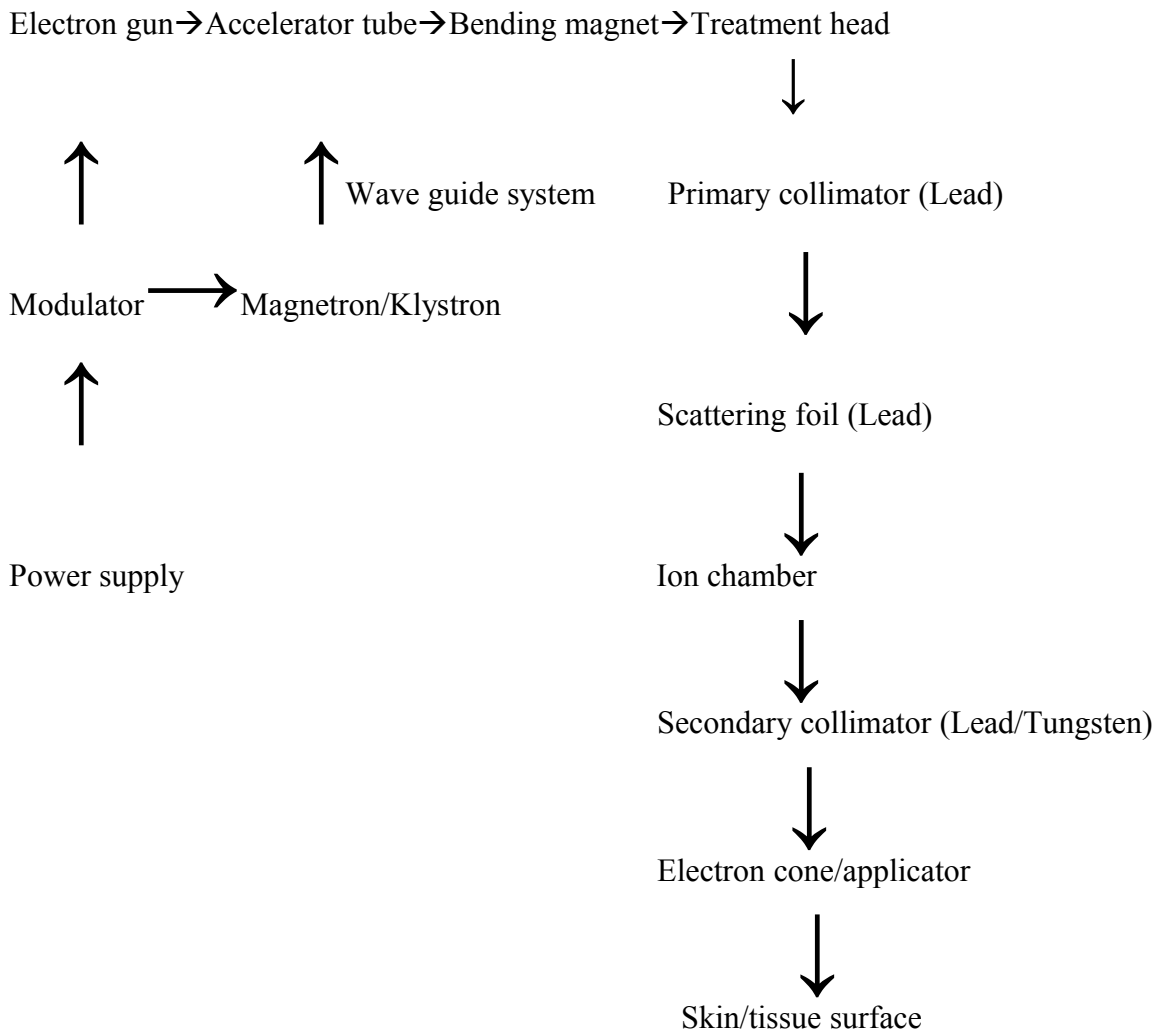 Electron gun→Accelerator tube→Bending magnet→Treatment head
Wave guide system
Primary collimator (Lead)
Modulator
Magnetron/Klystron
Scattering foil (Lead)
Power supply
Ion chamber
Secondary collimator (Lead/Tungsten)
Electron cone/applicator
Skin/tissue surface